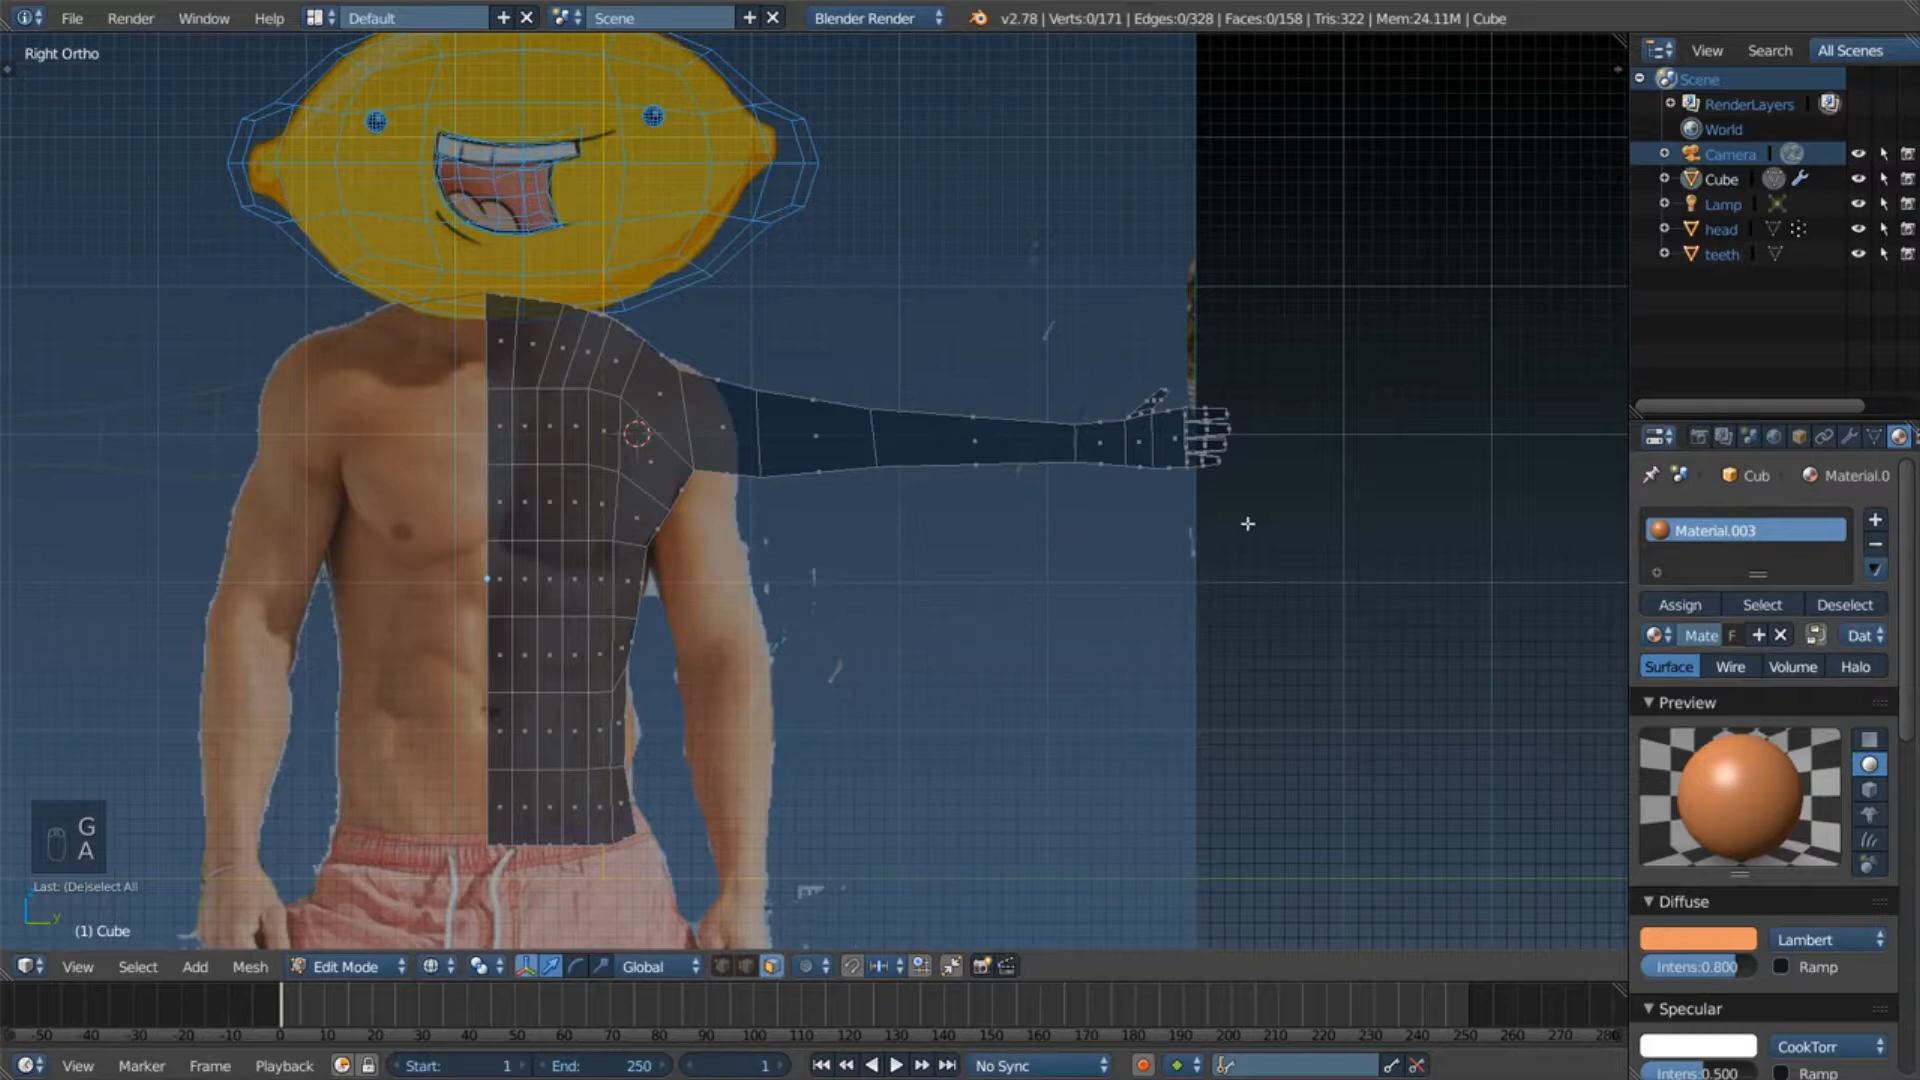 File Render Window Help Default Scene Blender Render v2.78 | Verts:0/171 | Edges:0/328 | Faces:0/158 | Tris:322 | Mem:24.11M | Cube
View Search All Scenes
Right Ortho
Scene
RenderLayers
World
Camera
Cube
Lamp
head
teeth
Cub Material.0
Material.003
Assign Select Deselect
Mate F Dat
Surface Wire Volume Halo
Preview
G
A
Last: (De)select All
y
(1) Cube
Diffuse
Lambert
Intens:0.800 Ramp
Specular
CookTorr
Intens:0.500 Ramp
View Select Add Mesh Edit Mode Global
-50 -40 -30 -20 -10 0 10 20 30 40 50 60 70 80 90 100 110 120 130 140 150 160 170 180 190 200 210 220 230 240 250 260 270 280
View Marker Frame Playback Start: 1 End: 250 1 No Sync